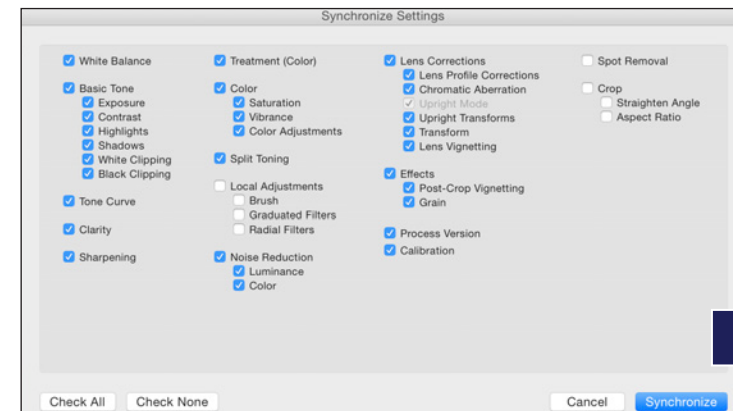 Synchronize Settings
White Balance
Basic Tone
Exposure
Contrast
Highlights
Shadows
White Clipping
Black Clipping
Tone Curve
Clarity
Sharpening
Treatment (Color)
Color
Saturation
Vibrance
Color Adjustments
Split Toning
Local Adjustments
Brush
Graduated Filters
Radial Filters
Noise Reduction
Luminance
Color
Lens Corrections
Lens Profile Corrections
Chromatic Aberration
Upright Mode
Upright Transforms
Transform
Lens Vignetting
Effects
Post-Crop Vignetting
Grain
Process Version
Calibration
Spot Removal
Crop
Straighten Angle
Aspect Ratio
Check All
Check None
Cancel
Synchronize